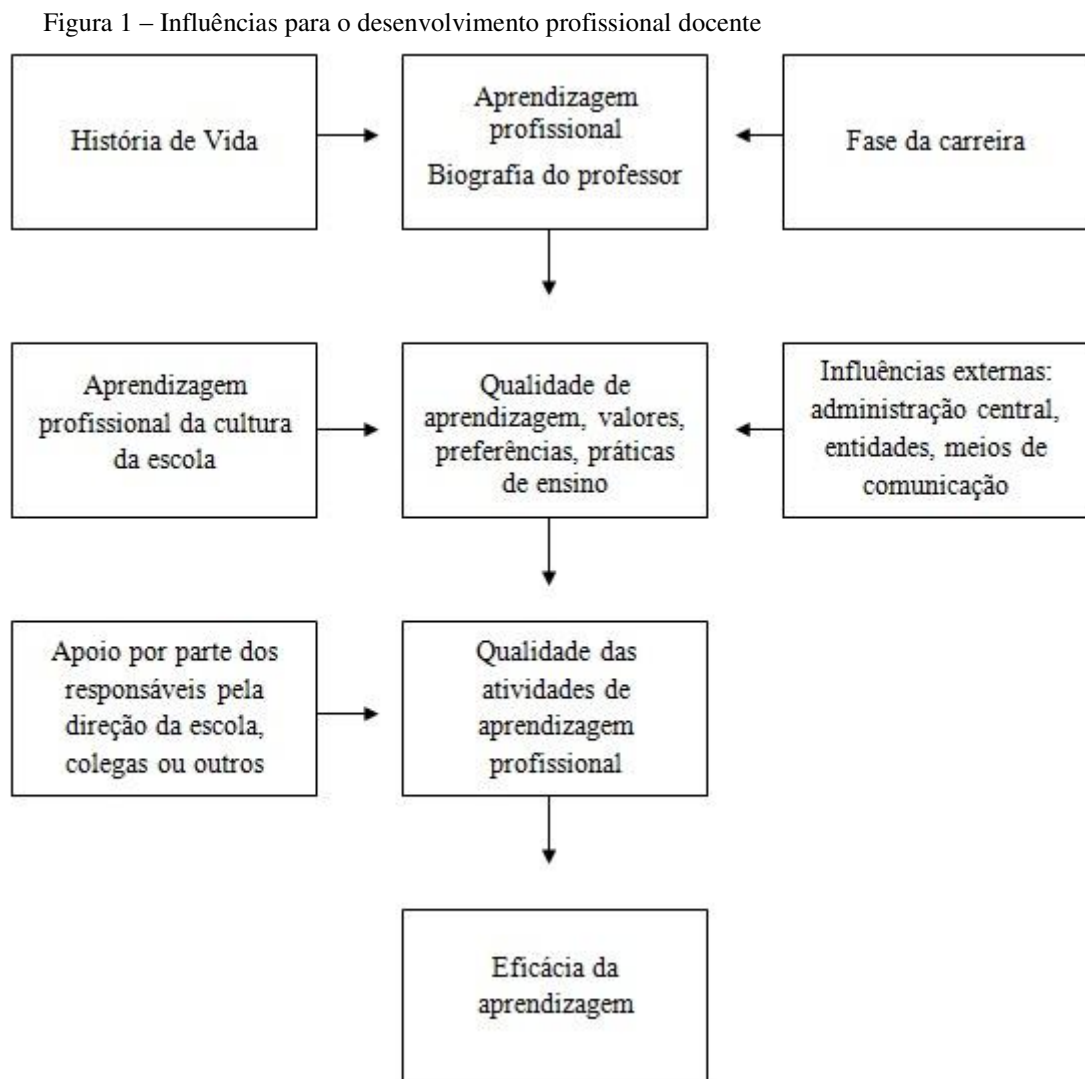 Figura 1 – Influências para o desenvolvimento profissional docente
História de Vida
Aprendizagem
profissional
Biografia do professor
Fase da carreira
Aprendizagem
profissional da cultura
da escola
Qualidade de
aprendizagem, valores,
preferências, práticas
de ensino
Influências externas:
administração central,
entidades, meios de
comunicação
Apoio por parte dos
responsáveis pela
direção da escola,
colegas ou outros
Qualidade das
atividades de
aprendizagem
profissional
Eficácia da
aprendizagem